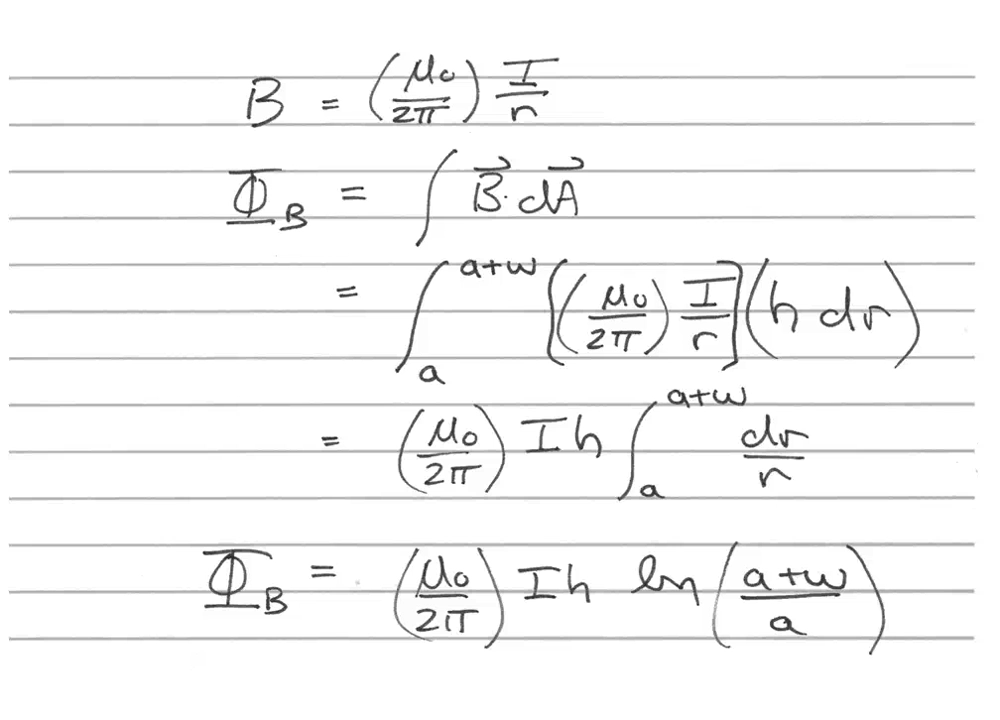 B = (μ₀/2π) I/r
Φ_B = ∫ B⃗·dA⃗
= ∫_a^{a+w} [(μ₀/2π) I/r] (h dr)
= (μ₀/2π) I h ∫_a^{a+w} dr/r
Φ_B = (μ₀/2π) I h ln((a+w)/a)